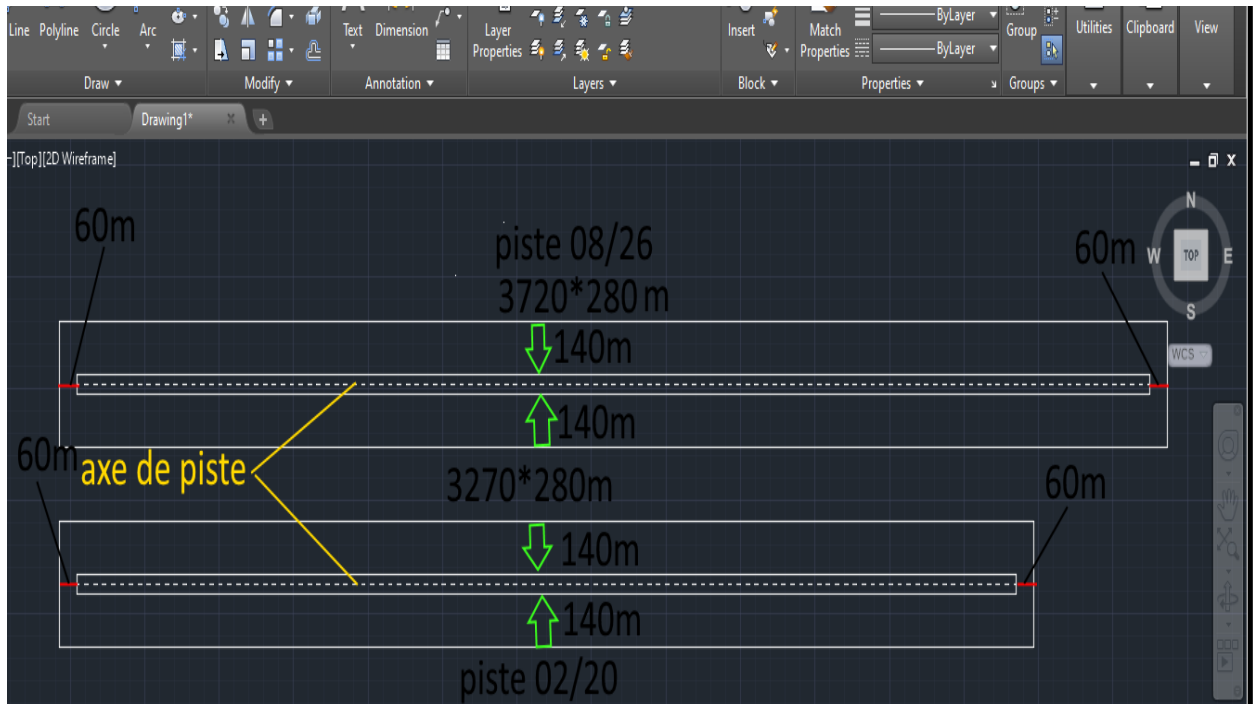 Line Polyline Circle Arc
Text Dimension
Layer
Properties
Insert
Match
Properties
ByLayer
ByLayer
Group
Utilities Clipboard View
Draw Modify Annotation Layers Block Properties Groups
Start Drawing1* x +
-][Top][2D Wireframe]
N
W TOP E
S
WCS
60m
piste 08/26
3720*280 m
60m
140m
140m
60m
axe de piste
3270*280m
60m
140m
140m
piste 02/20